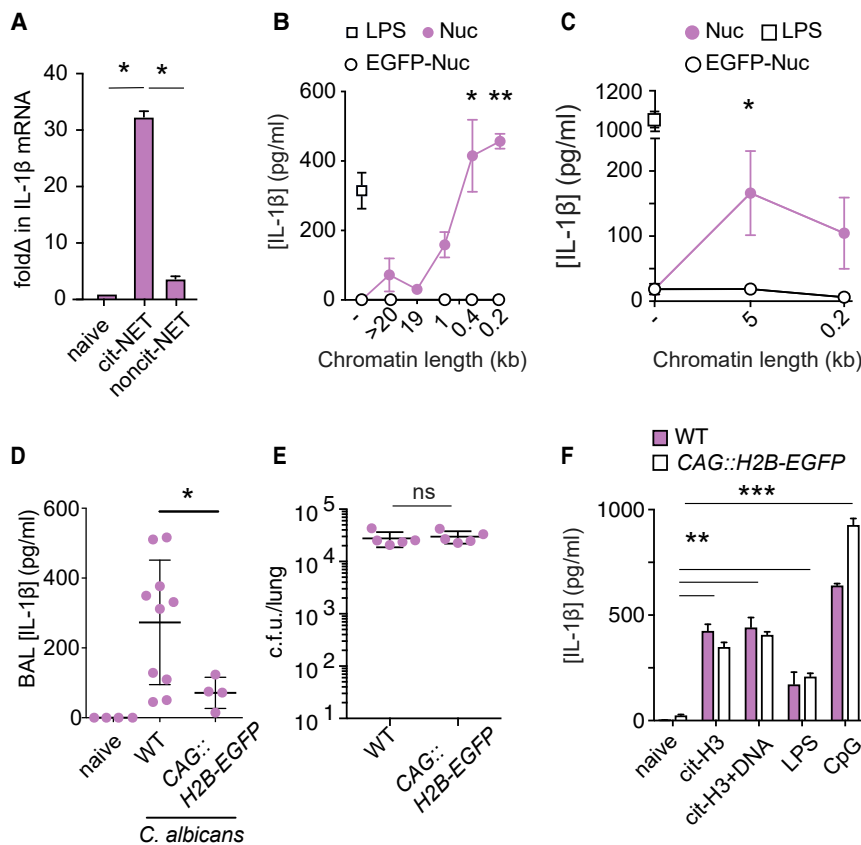 A
foldΔ in IL-1β mRNA
40
30
20
10
0
* *
naive
cit-NET
noncit-NET
B
LPS Nuc
EGFP-Nuc
[IL-1β] (pg/ml)
600
400
200
0
* **
- >20 19 1 0.4 0.2
Chromatin length (kb)
C
Nuc LPS
EGFP-Nuc
[IL-1β] (pg/ml)
1200
1000
200
100
0
*
- 5 0.2
Chromatin length (kb)
D
BAL [IL-1β] (pg/ml)
600
400
200
0
*
naive
WT
CAG::
H2B-EGFP
C. albicans
E
c.f.u./lung
10^5
10^4
10^3
10^2
10^1
ns
WT
CAG::
H2B-EGFP
F
WT
CAG::H2B-EGFP
[IL-1β] (pg/ml)
1000
500
0
***
**
naive
cit-H3
cit-H3+DNA
LPS
CpG